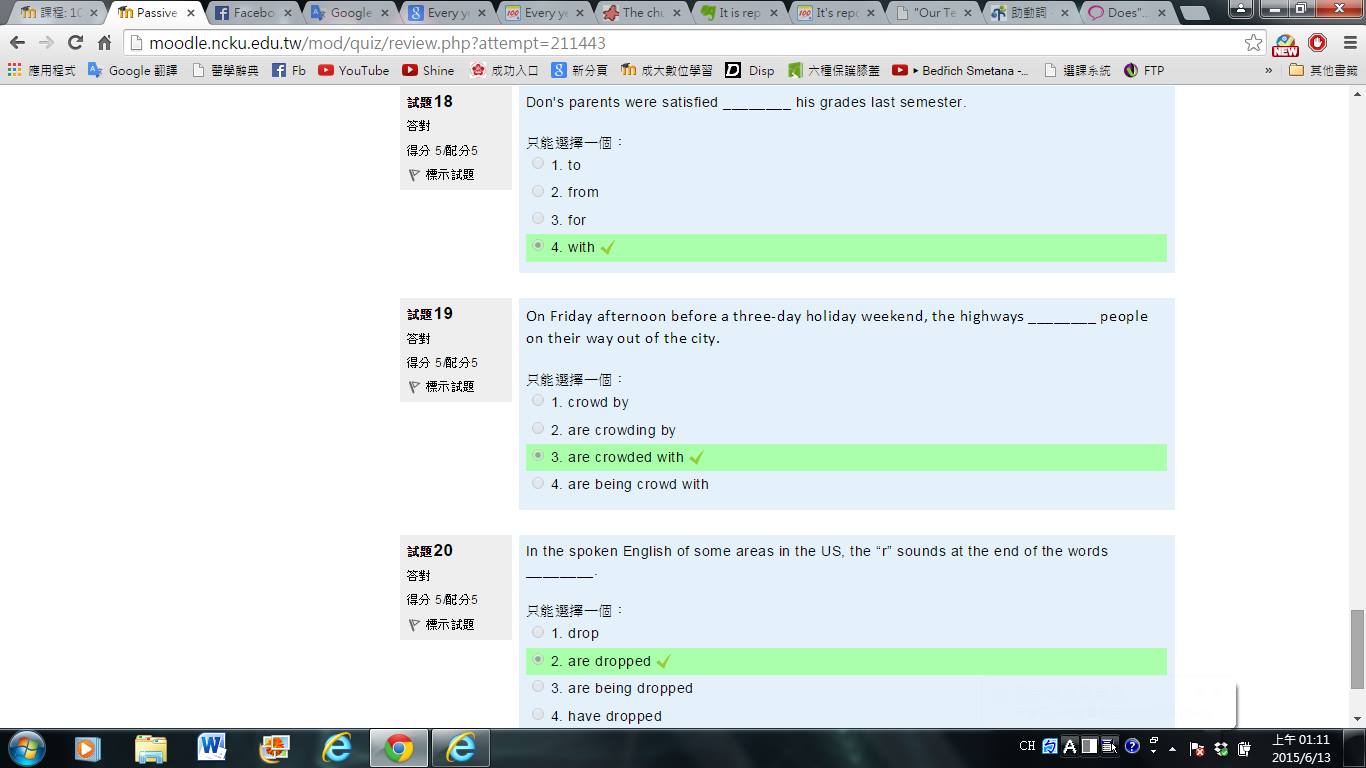 課程: 10
Passive
Facebo
Google
Every yo
Every ye
The chu
It is rep
It's repo
"Our Te
助動詞
Does"..
moodle.ncku.edu.tw/mod/quiz/review.php?attempt=211443
NEW
應用程式
Google 翻譯
醫學辭典
Fb
YouTube
Shine
成功入口
新分頁
成大數位學習
Disp
六種保護膝蓋
Bedřich Smetana -...
選課系統
FTP
»
其他書籤
試題18
答對
得分 5/配分5
標示試題
Don's parents were satisfied ________ his grades last semester.
只能選擇一個：
1. to
2. from
3. for
4. with
試題19
答對
得分 5/配分5
標示試題
On Friday afternoon before a three-day holiday weekend, the highways ________ people
on their way out of the city.
只能選擇一個：
1. crowd by
2. are crowding by
3. are crowded with
4. are being crowd with
試題20
答對
得分 5/配分5
標示試題
In the spoken English of some areas in the US, the “r” sounds at the end of the words
________.
只能選擇一個：
1. drop
2. are dropped
3. are being dropped
4. have dropped
CH
上午 01:11
2015/6/13